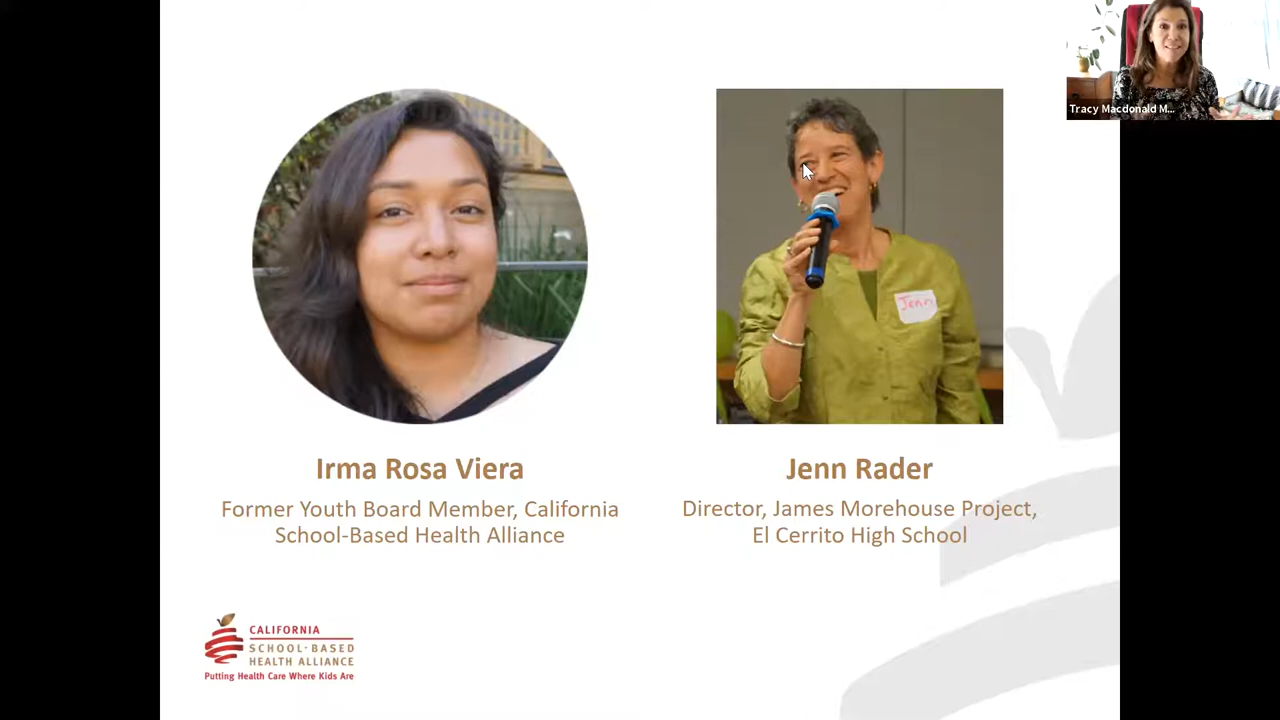 Tracy Macdonald M...
Jenn
Irma Rosa Viera
Former Youth Board Member, California
School-Based Health Alliance
Jenn Rader
Director, James Morehouse Project,
El Cerrito High School
CALIFORNIA
SCHOOL-BASED
HEALTH ALLIANCE
Putting Health Care Where Kids Are